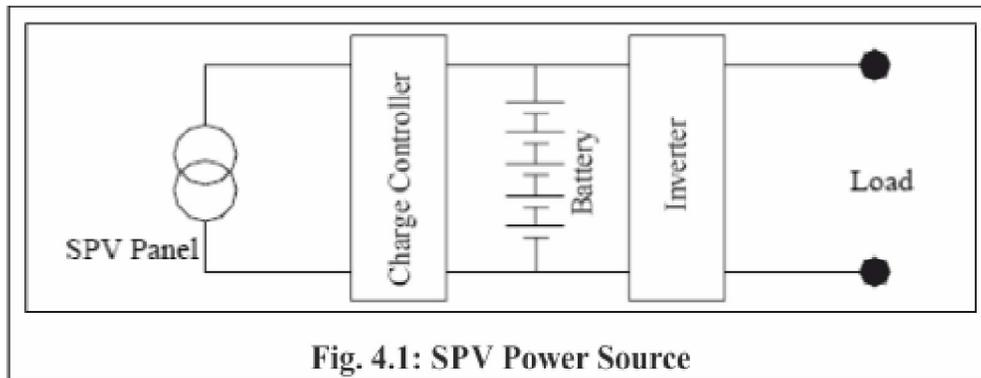 SPV Panel
Charge Controller
Battery
Inverter
Load
Fig. 4.1: SPV Power Source